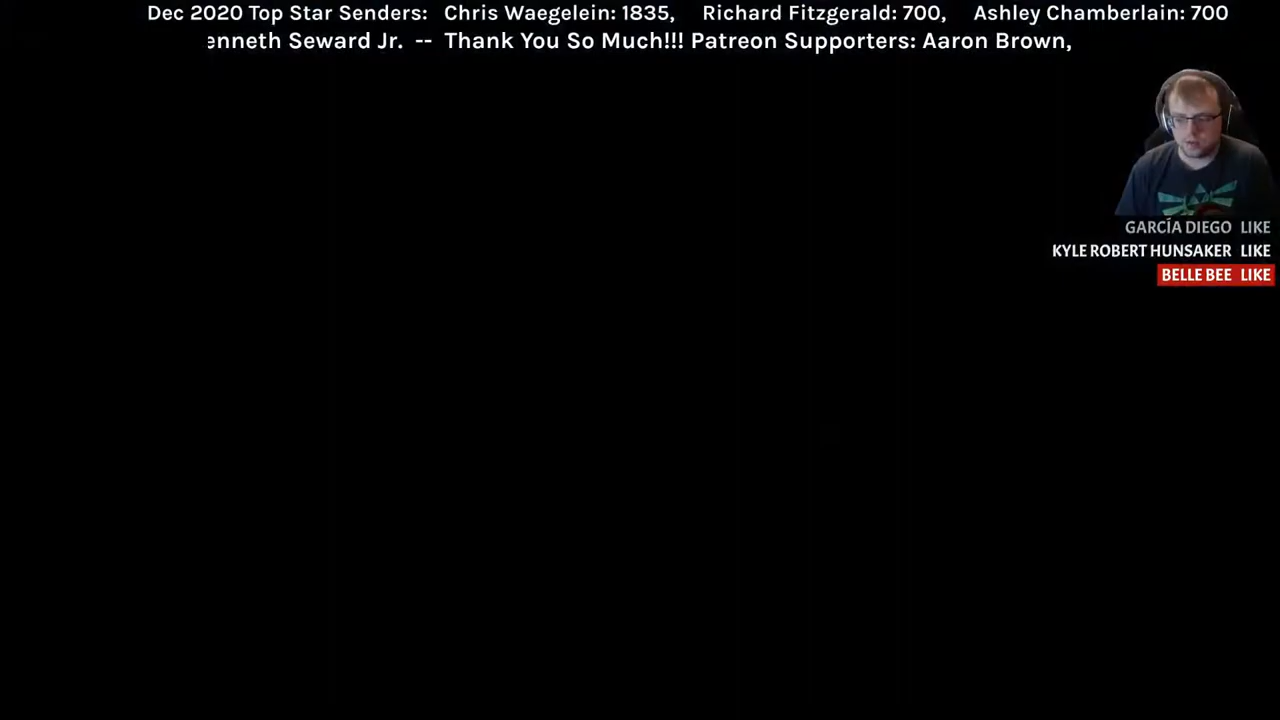 Dec 2020 Top Star Senders: Chris Waegelein: 1835, Richard Fitzgerald: 700, Ashley Chamberlain: 700
enneth Seward Jr. -- Thank You So Much!!! Patreon Supporters: Aaron Brown,
GARCÍA DIEGO LIKE
KYLE ROBERT HUNSAKER LIKE
BELLE BEE LIKE